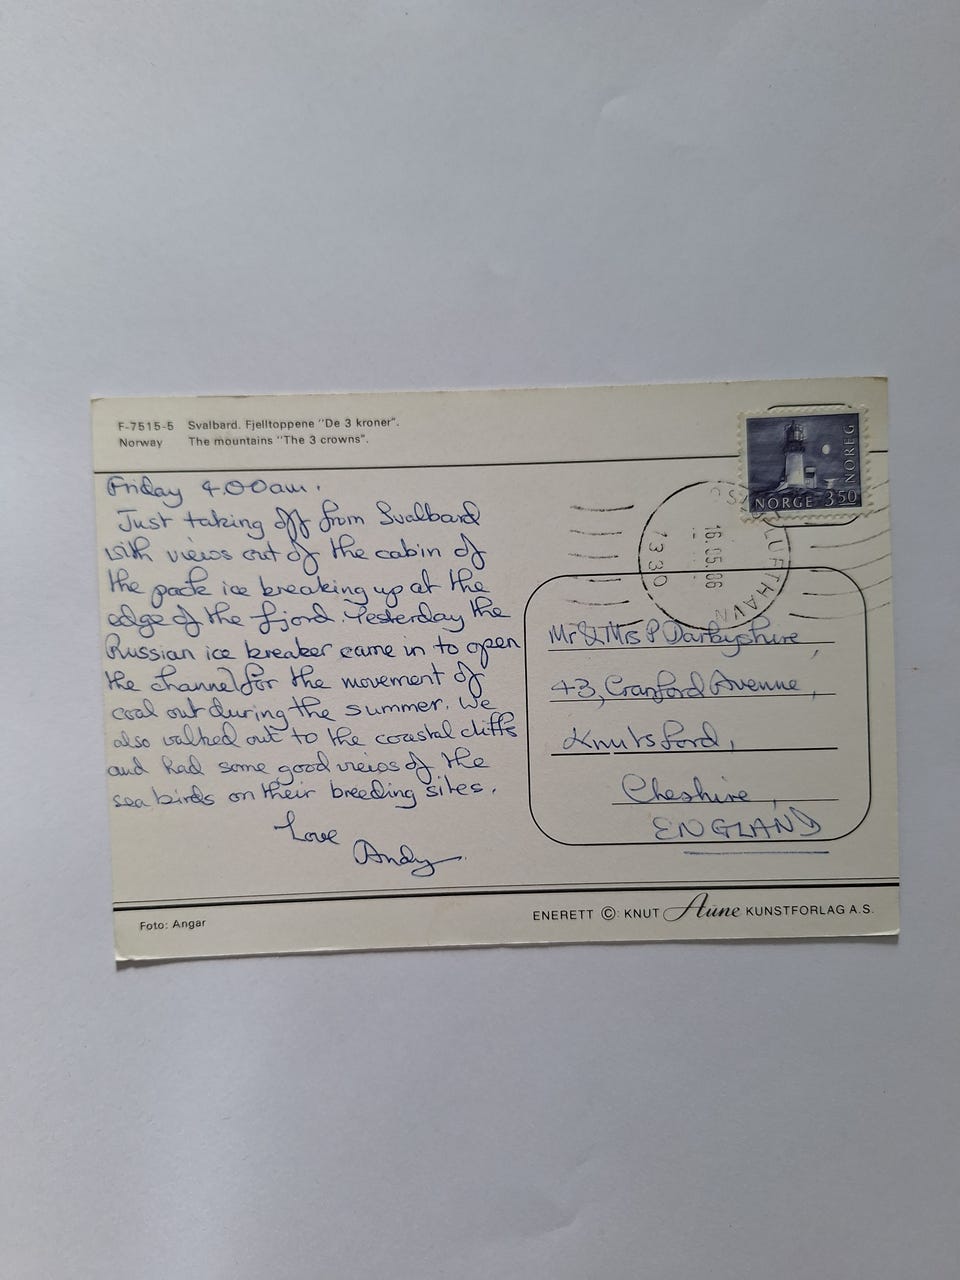 F-7515-5 Svalbard. Fjelltoppene "De 3 kroner".
Norway The mountains "The 3 crowns".
NORGE 350
NOREG
LUFTHAVN
16.05.86
1330
Friday 4.00am.
Just taking off from Svalbard
with views out of the cabin of
the pack ice breaking up at the
edge of the fjord. Yesterday the
Russian ice breaker came in to open
the channel for the movement of
coal out during the summer. We
also walked out to the coastal cliffs
and had some good views of the
sea birds on their breeding sites.
Love
Andy
Mr & Mrs P Darbyshire,
43, Cranford Avenue,
Knutsford,
Cheshire,
ENGLAND
Foto: Angar
ENERETT ©: KNUT Aune KUNSTFORLAG A.S.